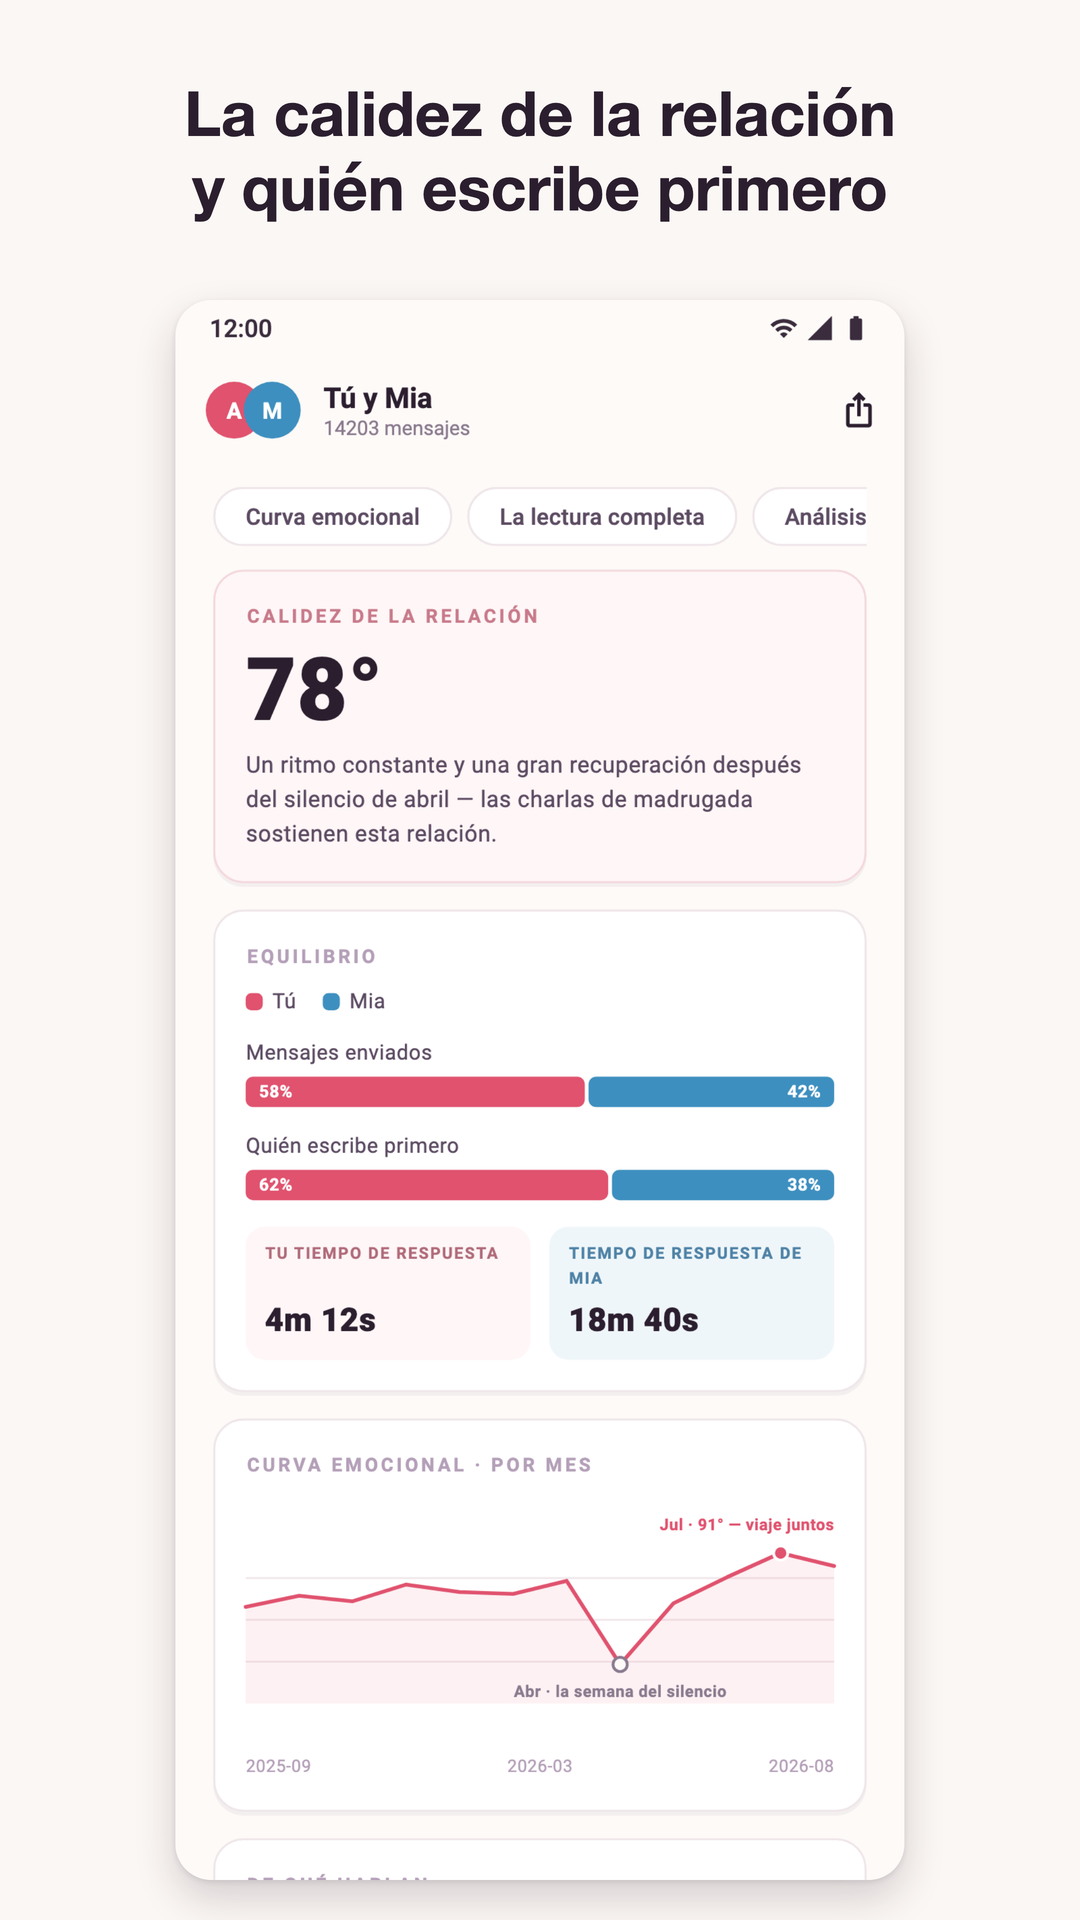 La calidez de la relación
y quién escribe primero
12:00
A M
Tú y Mia
14203 mensajes
Curva emocional
La lectura completa
Análisis
CALIDEZ DE LA RELACIÓN
78°
Un ritmo constante y una gran recuperación después
del silencio de abril — las charlas de madrugada
sostienen esta relación.
EQUILIBRIO
Tú Mia
Mensajes enviados
58% 42%
Quién escribe primero
62% 38%
TU TIEMPO DE RESPUESTA
4m 12s
TIEMPO DE RESPUESTA DE
MIA
18m 40s
CURVA EMOCIONAL · POR MES
Jul · 91° — viaje juntos
Abr · la semana del silencio
2025-09 2026-03 2026-08
DE QUÉ HABLAN